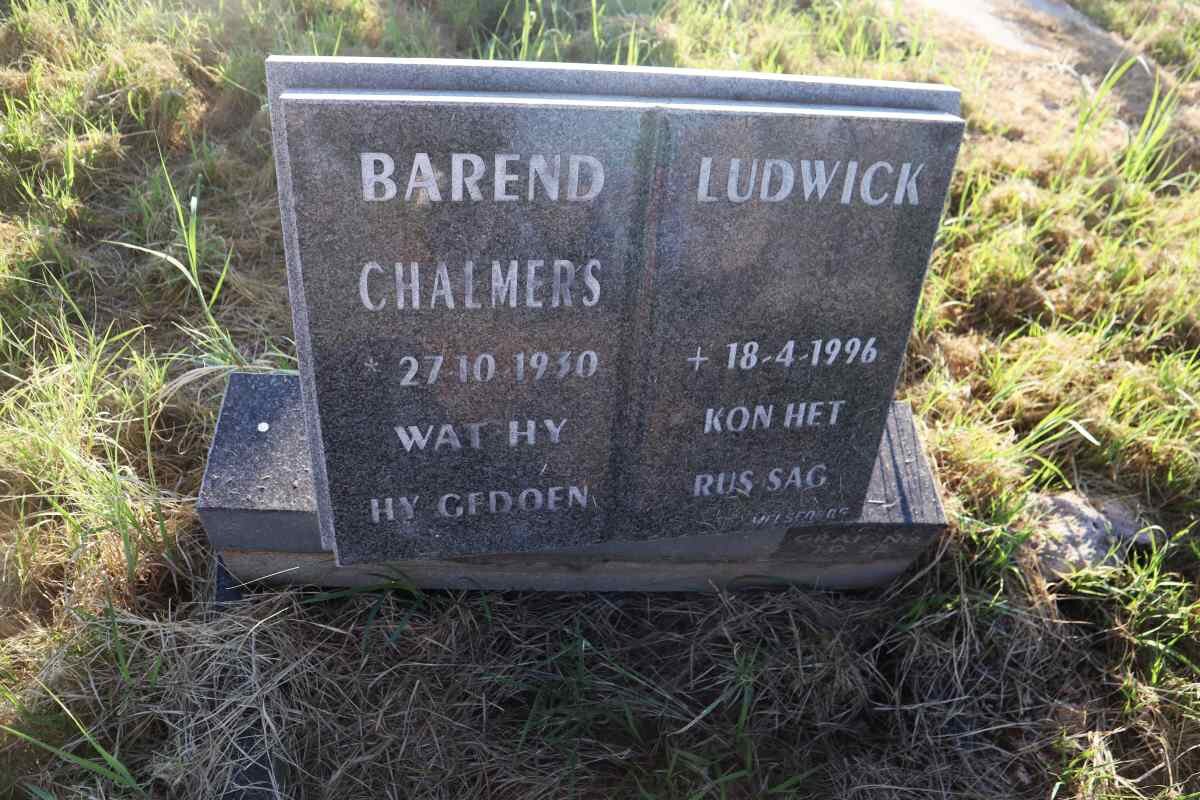 BAREND LUDWICK
CHALMERS
* 27·10·1930 + 18-4-1996
WAT HY KON HET
HY GEDOEN RUS SAG